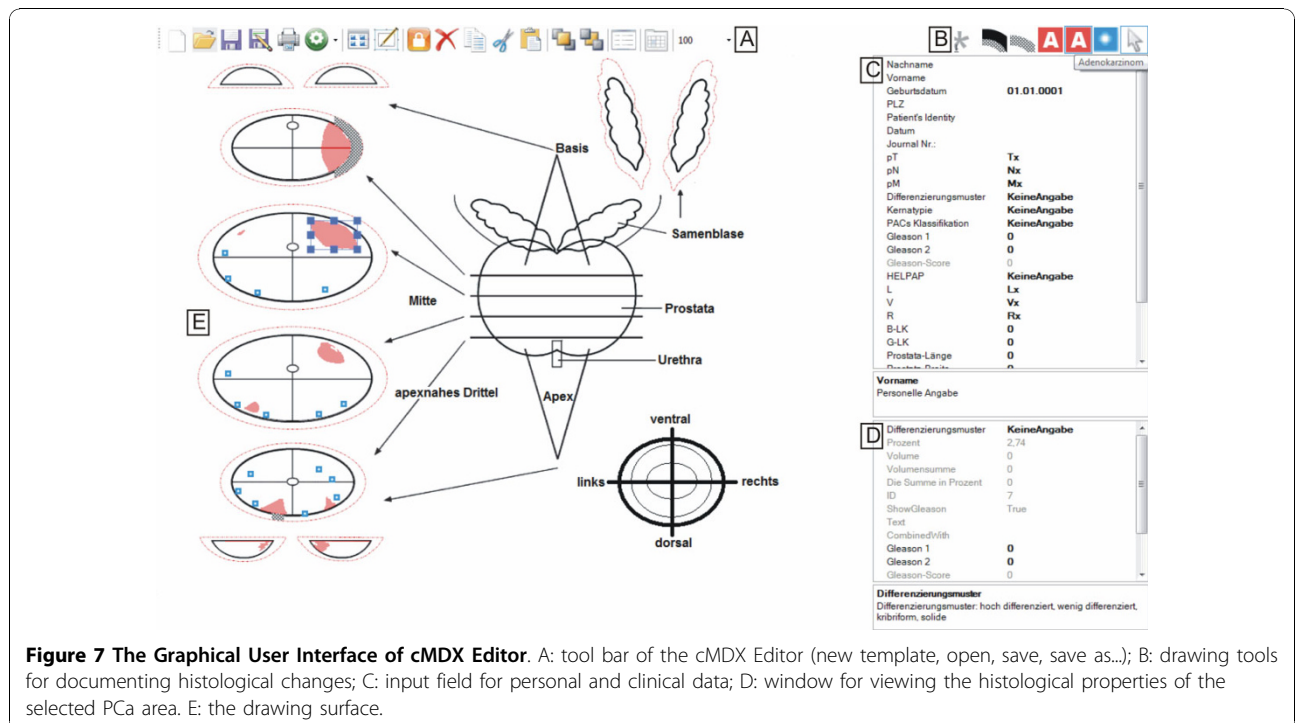 100
A
B
A
A
Adenokarzinom
C
Nachname
Vorname
Geburtsdatum 01.01.0001
PLZ
Patient's Identity
Datum
Journal Nr.:
pT Tx
pN Nx
pM Mx
Differenzierungsmuster KeineAngabe
Kernatypie KeineAngabe
PACs Klassifikation KeineAngabe
Gleason 1 0
Gleason 2 0
Gleason-Score 0
HELPAP KeineAngabe
L Lx
V Vx
R Rx
B-LK 0
G-LK 0
Prostata-Länge 0
Vorname
Personelle Angabe
D
Differenzierungsmuster KeineAngabe
Prozent 2,74
Volume 0
Volumensumme 0
Die Summe in Prozent 0
ID 7
ShowGleason True
Text
CombinedWith
Gleason 1 0
Gleason 2 0
Gleason-Score 0
Differenzierungsmuster
Differenzierungsmuster: hoch differenziert, wenig differenziert,
kribriform, solide
Basis
Samenblase
Mitte
E
Prostata
Urethra
apexnahes Drittel
Apex
ventral
links
rechts
dorsal
Figure 7 The Graphical User Interface of cMDX Editor. A: tool bar of the cMDX Editor (new template, open, save, save as...); B: drawing tools
for documenting histological changes; C: input field for personal and clinical data; D: window for viewing the histological properties of the
selected PCa area. E: the drawing surface.